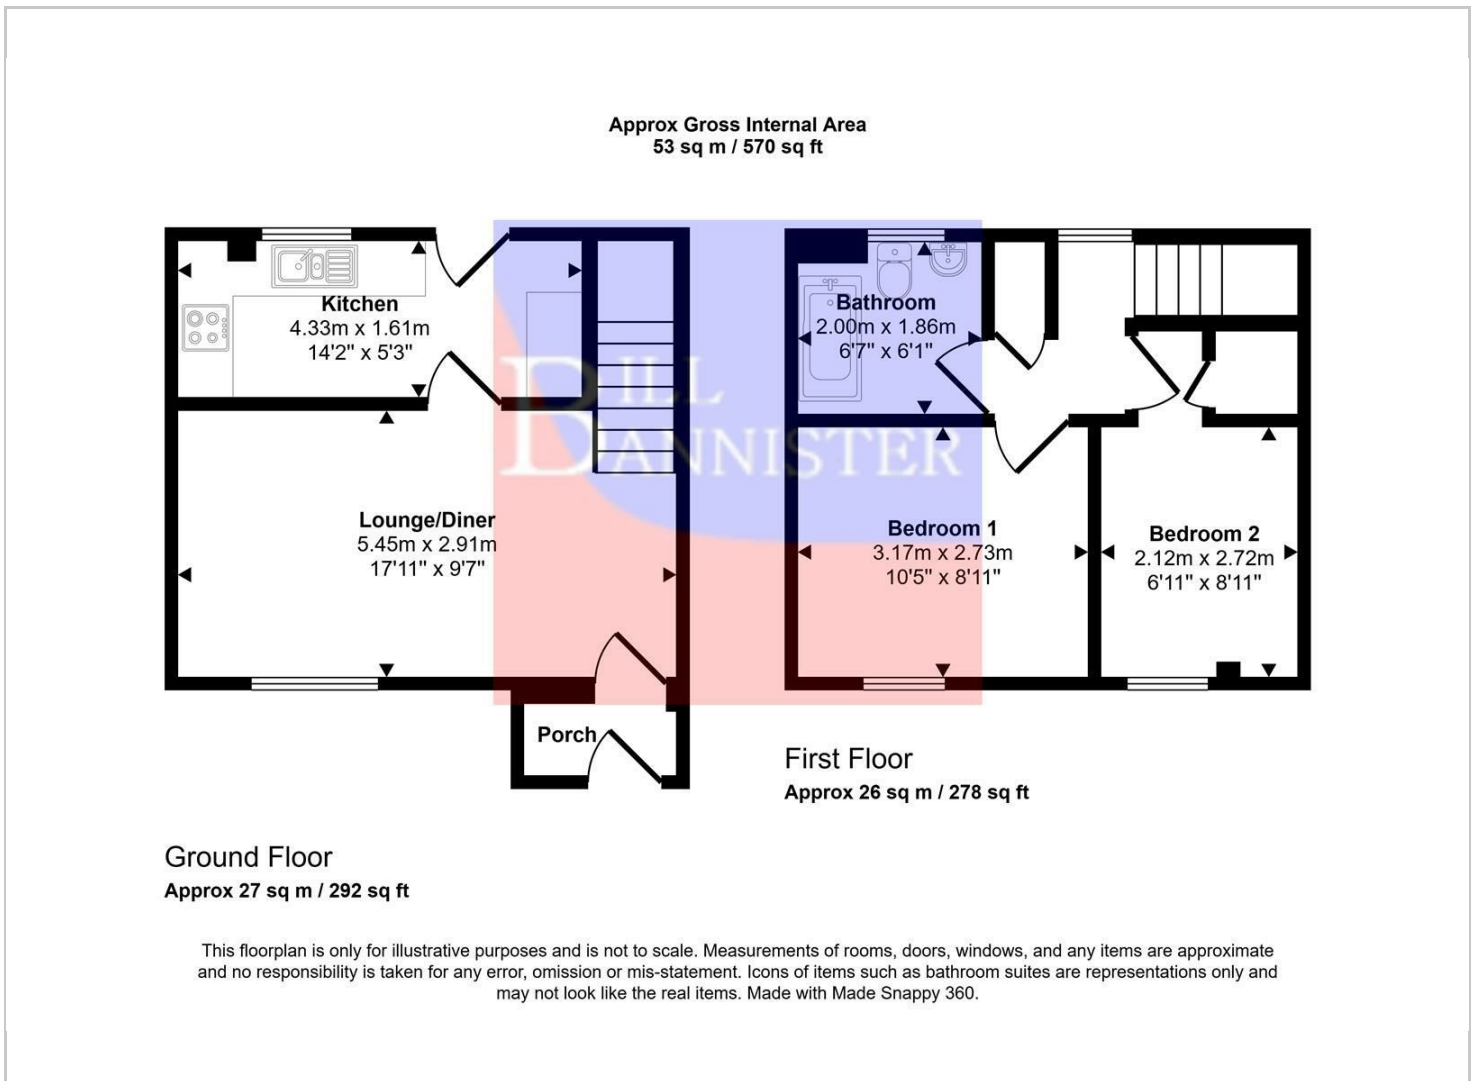 Approx Gross Internal Area
53 sq m / 570 sq ft
Kitchen
4.33m x 1.61m
14'2" x 5'3"
Lounge/Diner
5.45m x 2.91m
17'11" x 9'7"
Porch
Ground Floor
Approx 27 sq m / 292 sq ft
Bathroom
2.00m x 1.86m
6'7" x 6'1"
Bedroom 1
3.17m x 2.73m
10'5" x 8'11"
Bedroom 2
2.12m x 2.72m
6'11" x 8'11"
First Floor
Approx 26 sq m / 278 sq ft
BILL
BANNISTER
This floorplan is only for illustrative purposes and is not to scale. Measurements of rooms, doors, windows, and any items are approximate
and no responsibility is taken for any error, omission or mis-statement. Icons of items such as bathroom suites are representations only and
may not look like the real items. Made with Made Snappy 360.